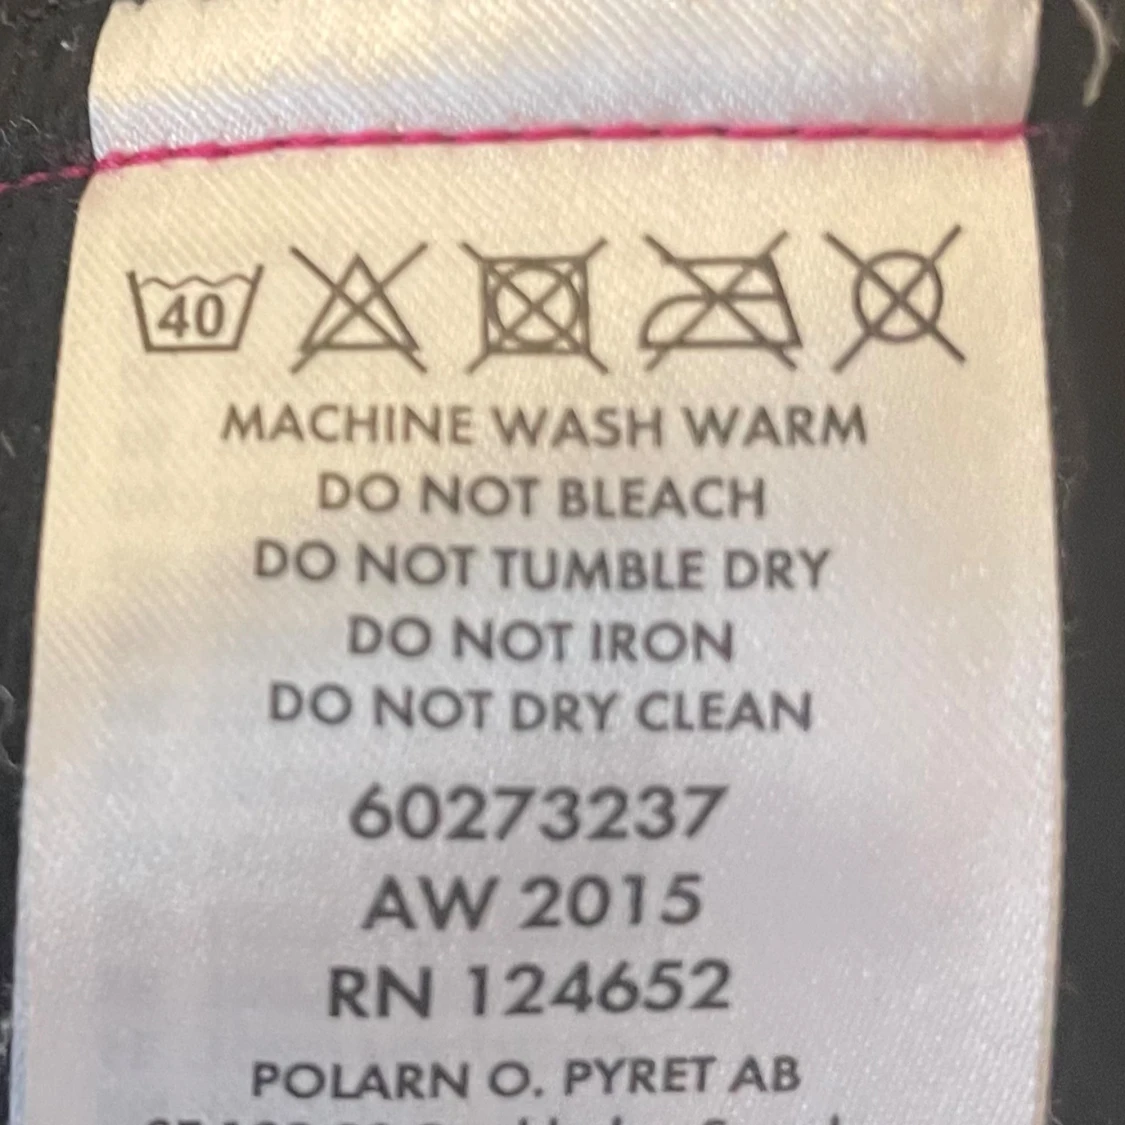 40
MACHINE WASH WARM
DO NOT BLEACH
DO NOT TUMBLE DRY
DO NOT IRON
DO NOT DRY CLEAN
60273237
AW 2015
RN 124652
POLARN O. PYRET AB